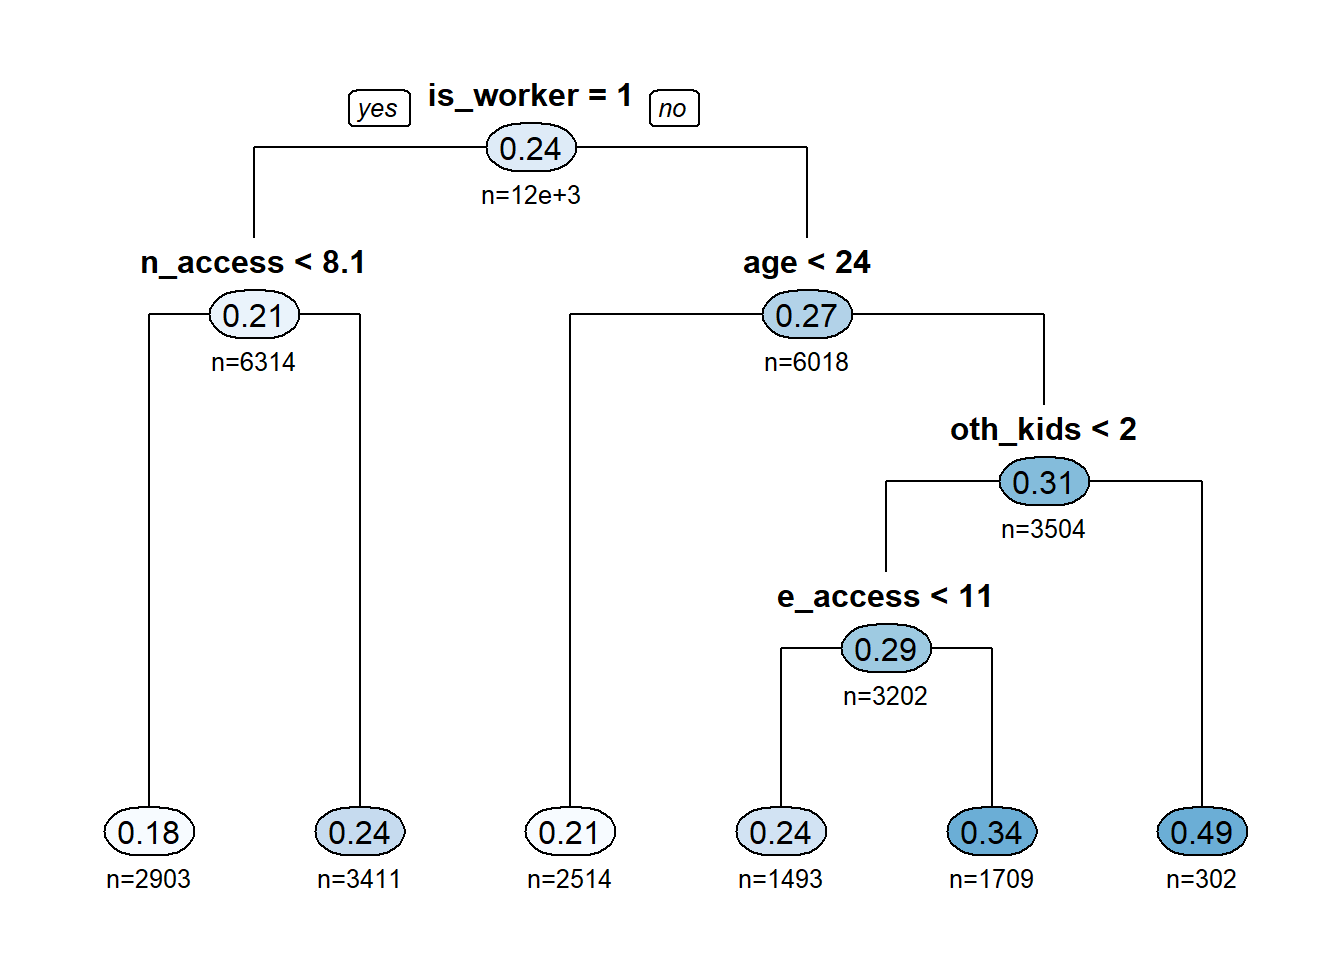 yes is_worker = 1 no
0.24
n=12e+3
n_access < 8.1 age < 24
0.21 0.27
n=6314 n=6018
oth_kids < 2
0.31
n=3504
e_access < 11
0.29
n=3202
0.18 0.24 0.21 0.24 0.34 0.49
n=2903 n=3411 n=2514 n=1493 n=1709 n=302